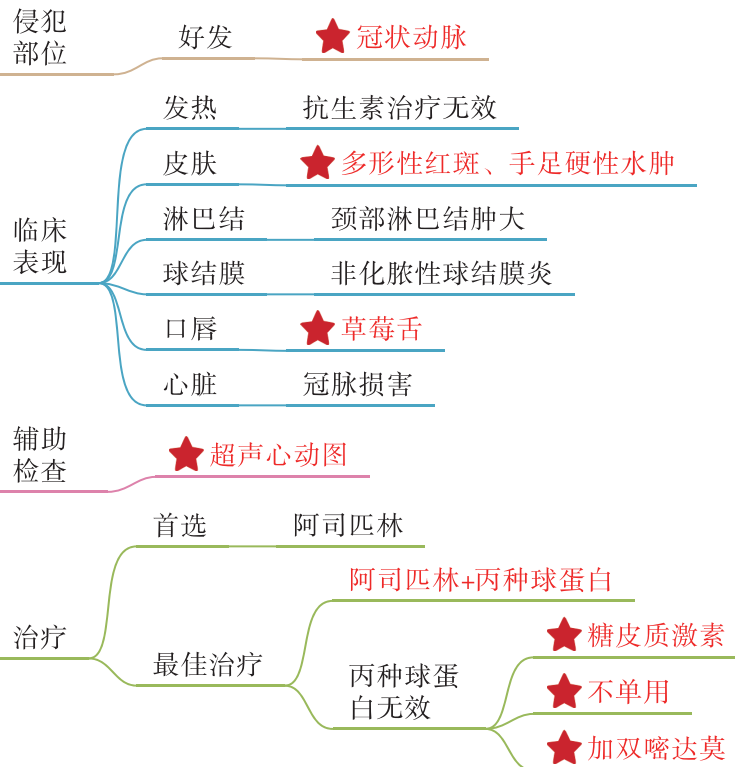 侵犯
部位
好发
冠状动脉
临床
表现
发热
抗生素治疗无效
皮肤
多形性红斑、手足硬性水肿
淋巴结
颈部淋巴结肿大
球结膜
非化脓性球结膜炎
口唇
草莓舌
心脏
冠脉损害
辅助
检查
超声心动图
治疗
首选
阿司匹林
最佳治疗
阿司匹林+丙种球蛋白
丙种球蛋
白无效
糖皮质激素
不单用
加双嘧达莫